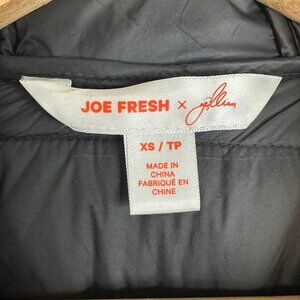 JOE FRESH × jillian
XS / TP
MADE IN
CHINA
FABRIQUÉ EN
CHINE